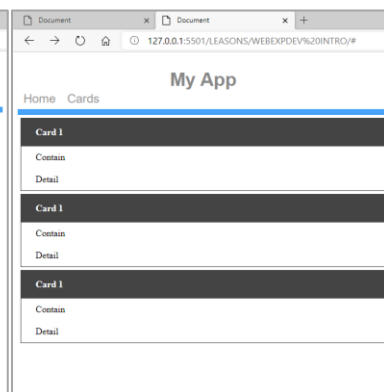 Document
Document
127.0.0.1:5501/LEASONS/WEBEXPDEV%20INTRO/#
My App
Home Cards
Card 1
Contain
Detail
Card 1
Contain
Detail
Card 1
Contain
Detail